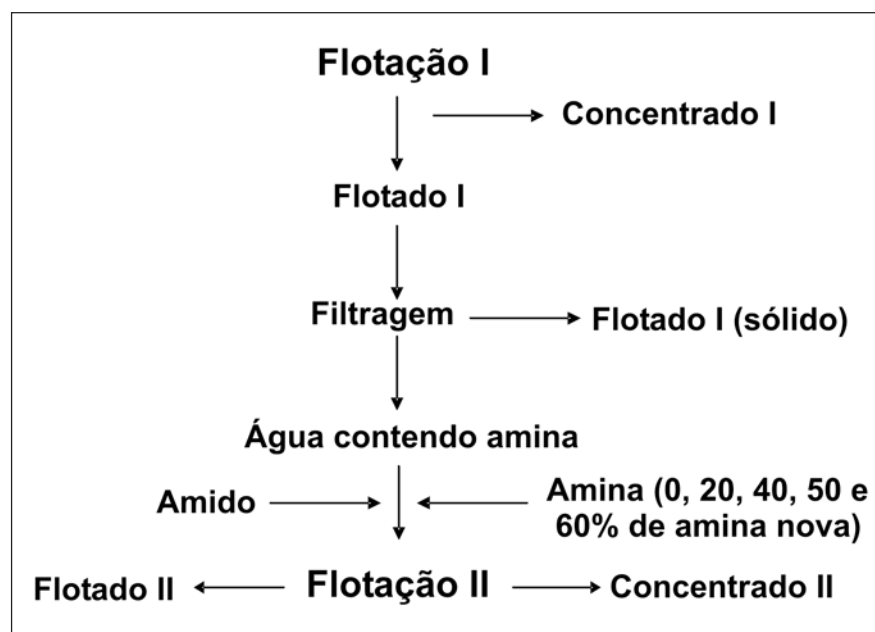 Flotação I
Concentrado I
Flotado I
Filtragem
Flotado I (sólido)
Água contendo amina
Amido
Amina (0, 20, 40, 50 e
60% de amina nova)
Flotado II
Flotação II
Concentrado II